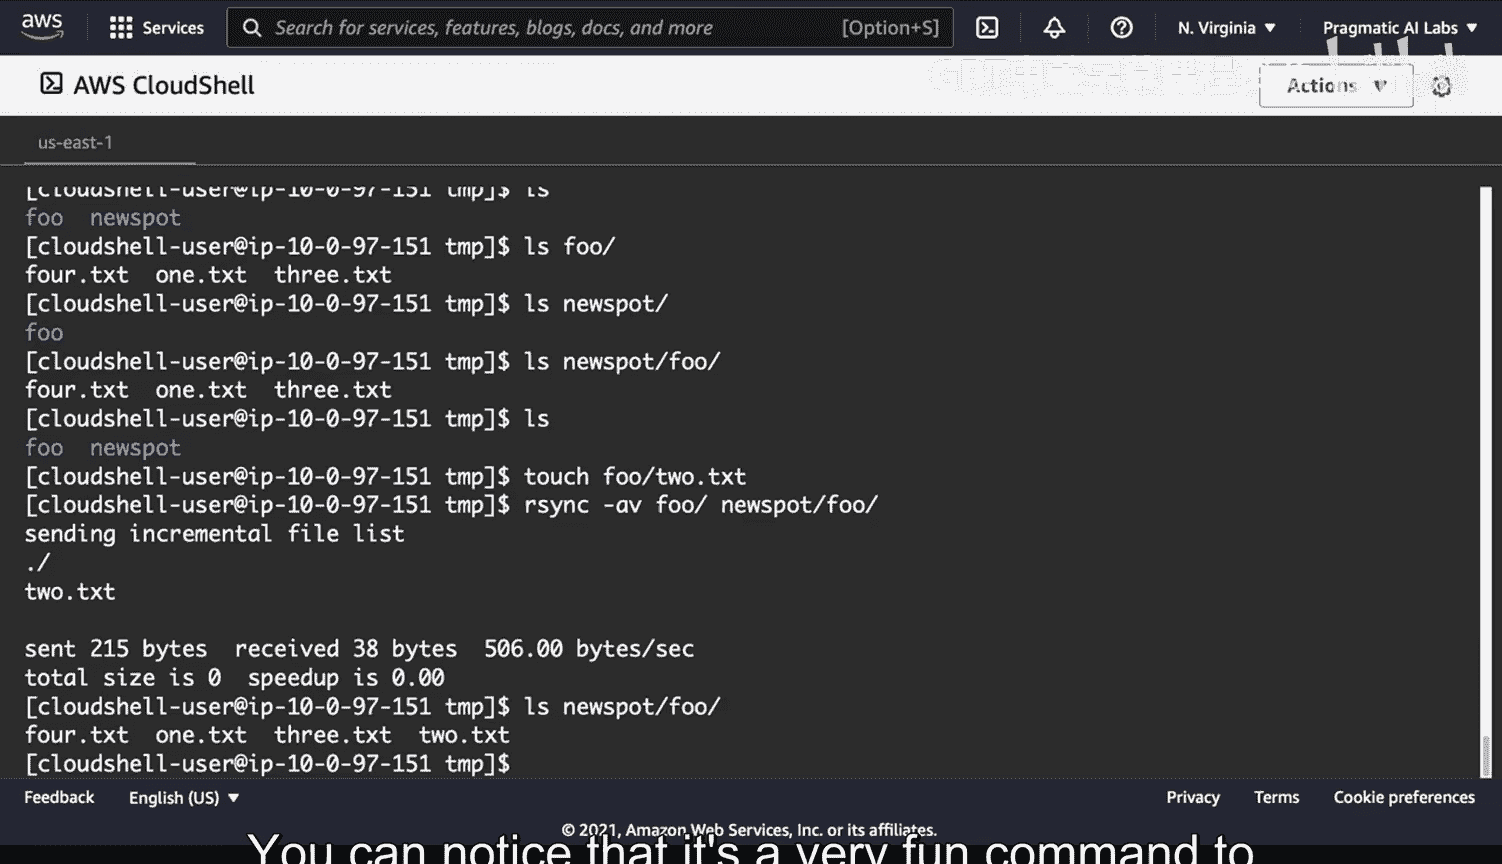 aws Services Search for services, features, blogs, docs, and more [Option+S] N. Virginia ▼ Pragmatic AI Labs ▼
AWS CloudShell Actions ▼
us-east-1
[cloudshell-user@ip-10-0-97-151 tmp]$ ls
foo newspot
[cloudshell-user@ip-10-0-97-151 tmp]$ ls foo/
four.txt one.txt three.txt
[cloudshell-user@ip-10-0-97-151 tmp]$ ls newspot/
foo
[cloudshell-user@ip-10-0-97-151 tmp]$ ls newspot/foo/
four.txt one.txt three.txt
[cloudshell-user@ip-10-0-97-151 tmp]$ ls
foo newspot
[cloudshell-user@ip-10-0-97-151 tmp]$ touch foo/two.txt
[cloudshell-user@ip-10-0-97-151 tmp]$ rsync -av foo/ newspot/foo/
sending incremental file list
./
two.txt
sent 215 bytes received 38 bytes 506.00 bytes/sec
total size is 0 speedup is 0.00
[cloudshell-user@ip-10-0-97-151 tmp]$ ls newspot/foo/
four.txt one.txt three.txt two.txt
[cloudshell-user@ip-10-0-97-151 tmp]$
Feedback English (US) ▼ Privacy Terms Cookie preferences
© 2021, Amazon Web Services, Inc. or its affiliates.
You can notice that it's a very fun command to